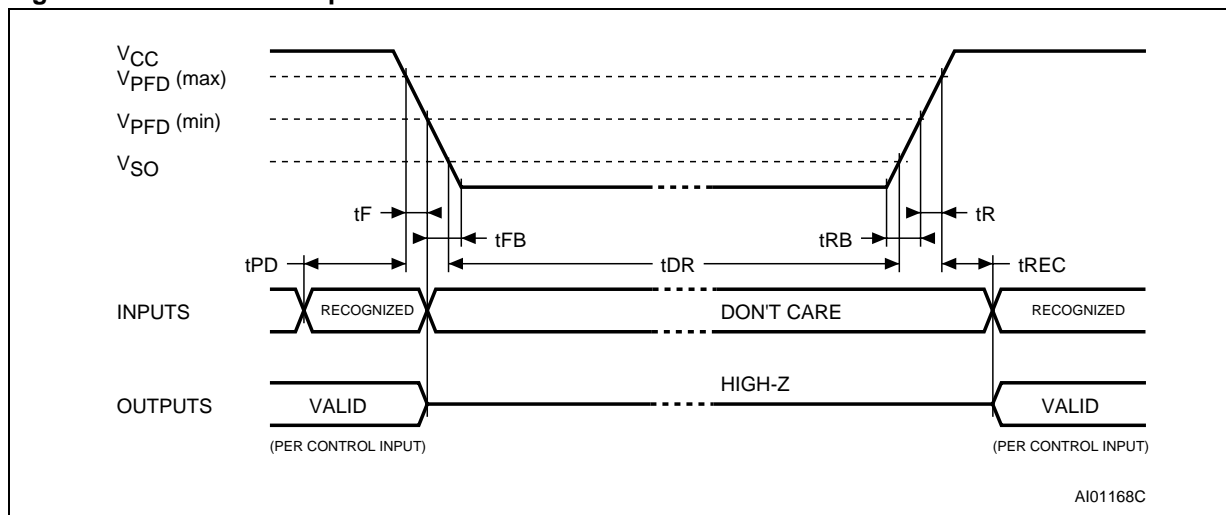 VCC
VPFD (max)
VPFD (min)
VSO
tF
tR
tFB
tRB
tPD
tDR
tREC
INPUTS
RECOGNIZED
DON'T CARE
RECOGNIZED
HIGH-Z
OUTPUTS
VALID
VALID
(PER CONTROL INPUT)
(PER CONTROL INPUT)
AI01168C